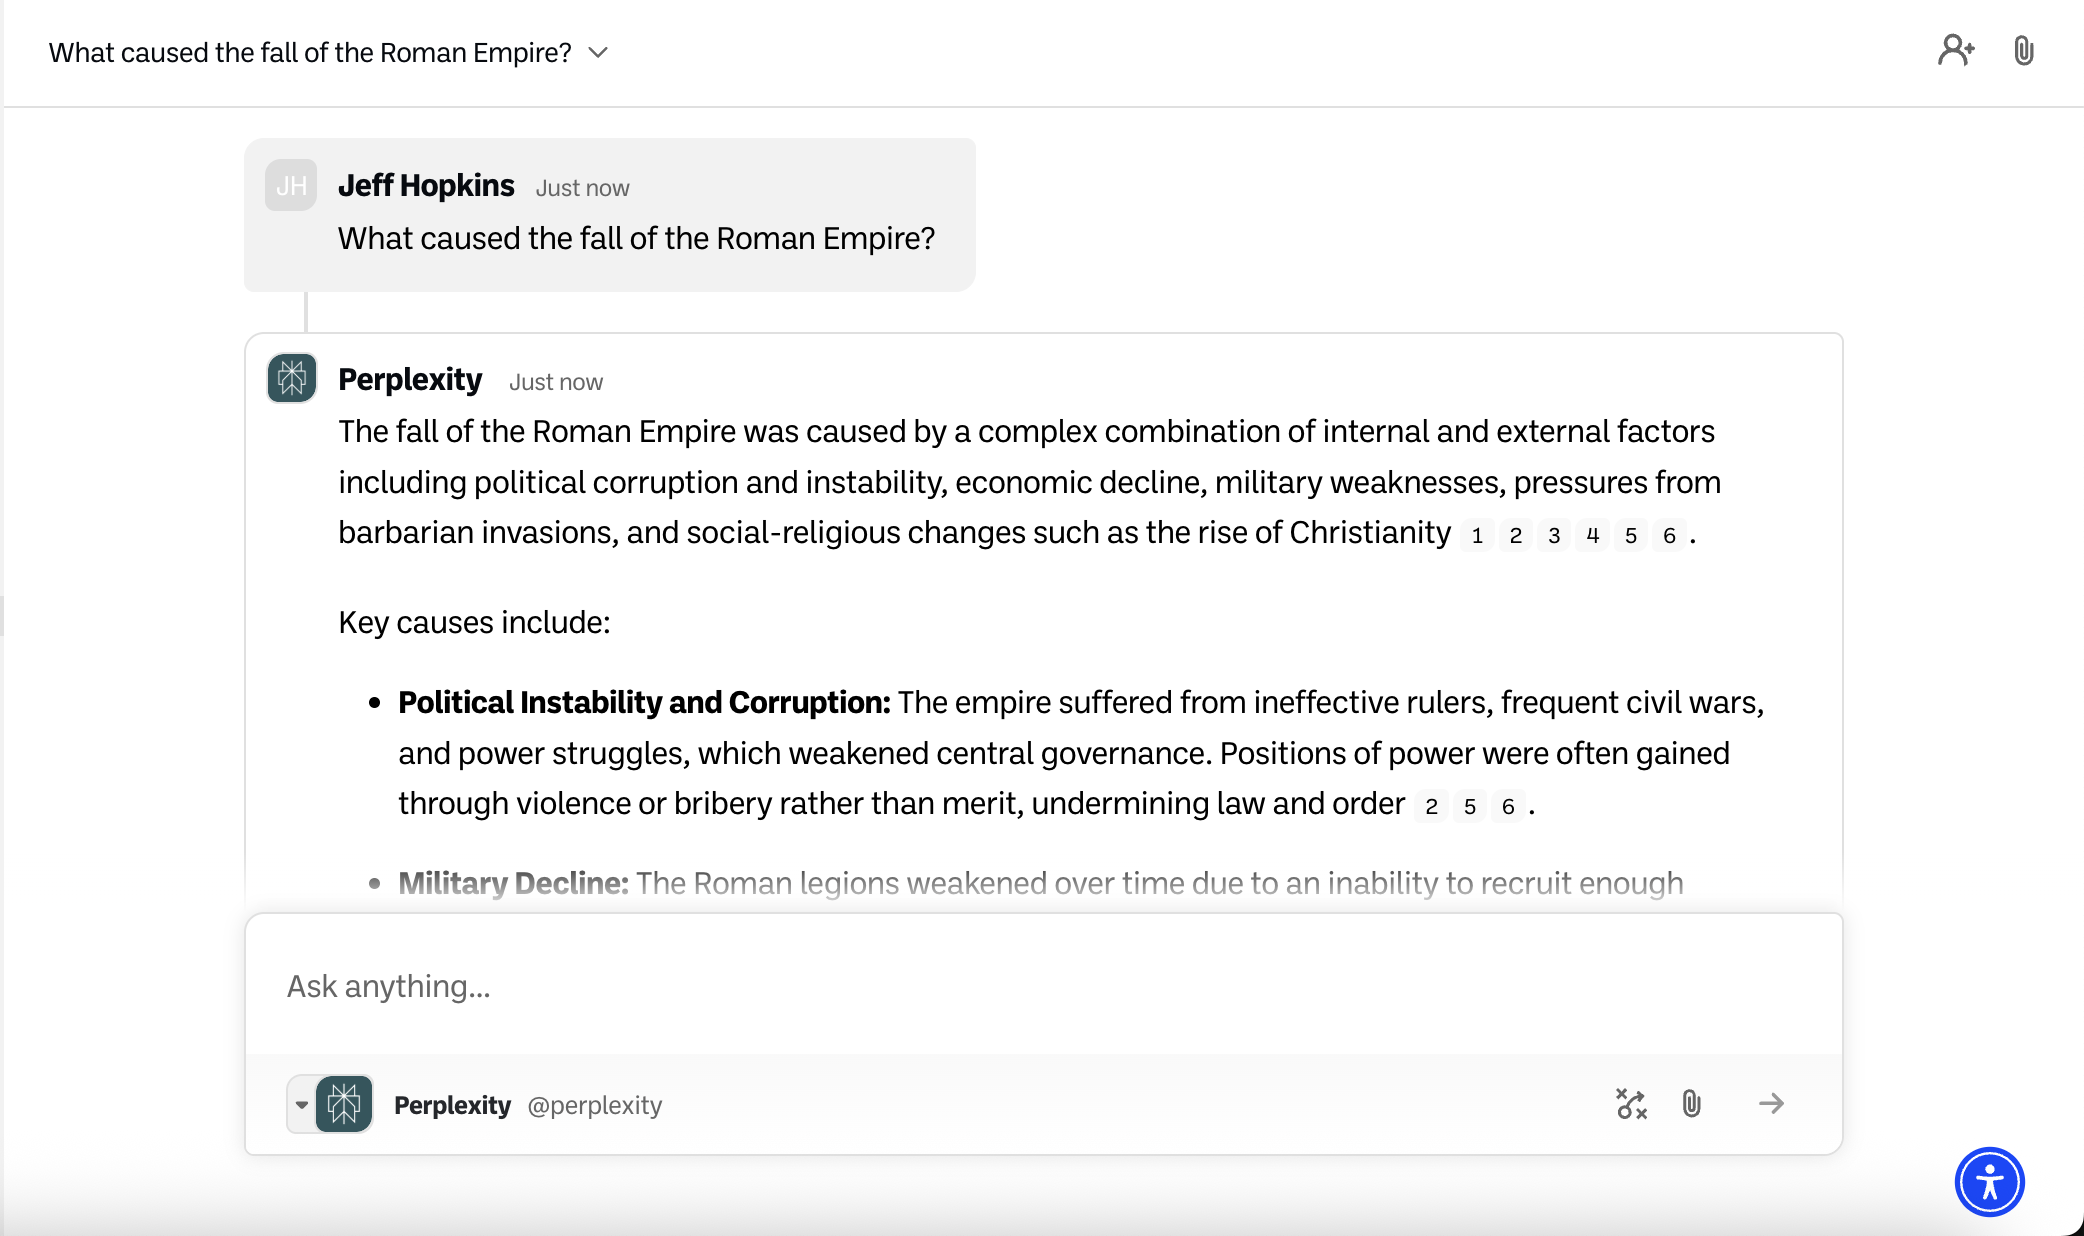 What caused the fall of the Roman Empire?
JH
Jeff Hopkins Just now
What caused the fall of the Roman Empire?
Perplexity Just now
The fall of the Roman Empire was caused by a complex combination of internal and external factors
including political corruption and instability, economic decline, military weaknesses, pressures from
barbarian invasions, and social-religious changes such as the rise of Christianity 1 2 3 4 5 6 .
Key causes include:
• Political Instability and Corruption: The empire suffered from ineffective rulers, frequent civil wars,
and power struggles, which weakened central governance. Positions of power were often gained
through violence or bribery rather than merit, undermining law and order 2 5 6 .
• Military Decline: The Roman legions weakened over time due to an inability to recruit enough
Ask anything...
Perplexity @perplexity